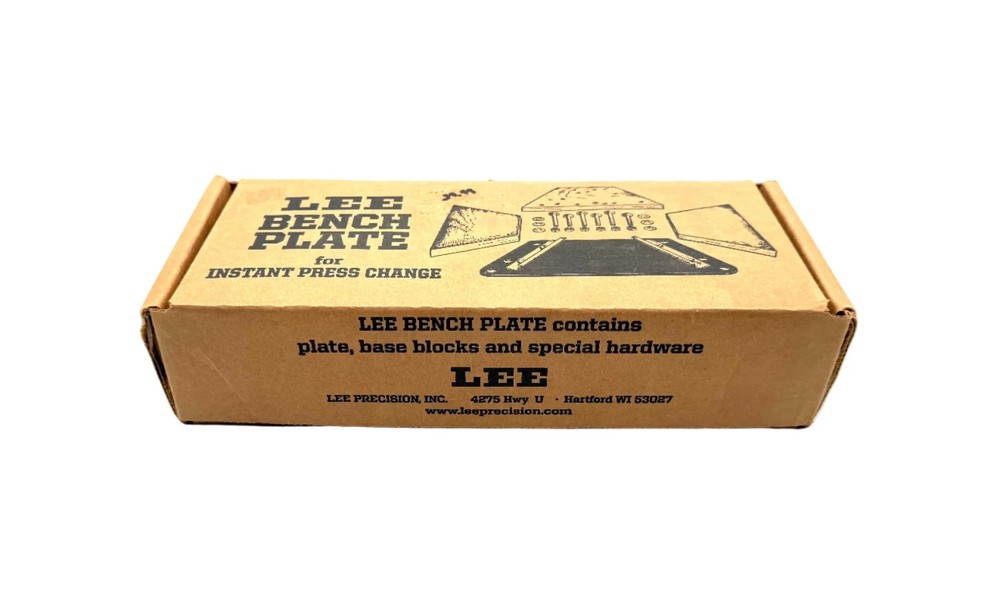 LEE
BENCH
PLATE
for
INSTANT PRESS CHANGE
LEE BENCH PLATE contains
plate, base blocks and special hardware
LEE
LEE PRECISION, INC. 4275 Hwy U · Hartford WI 53027
www.leeprecision.com